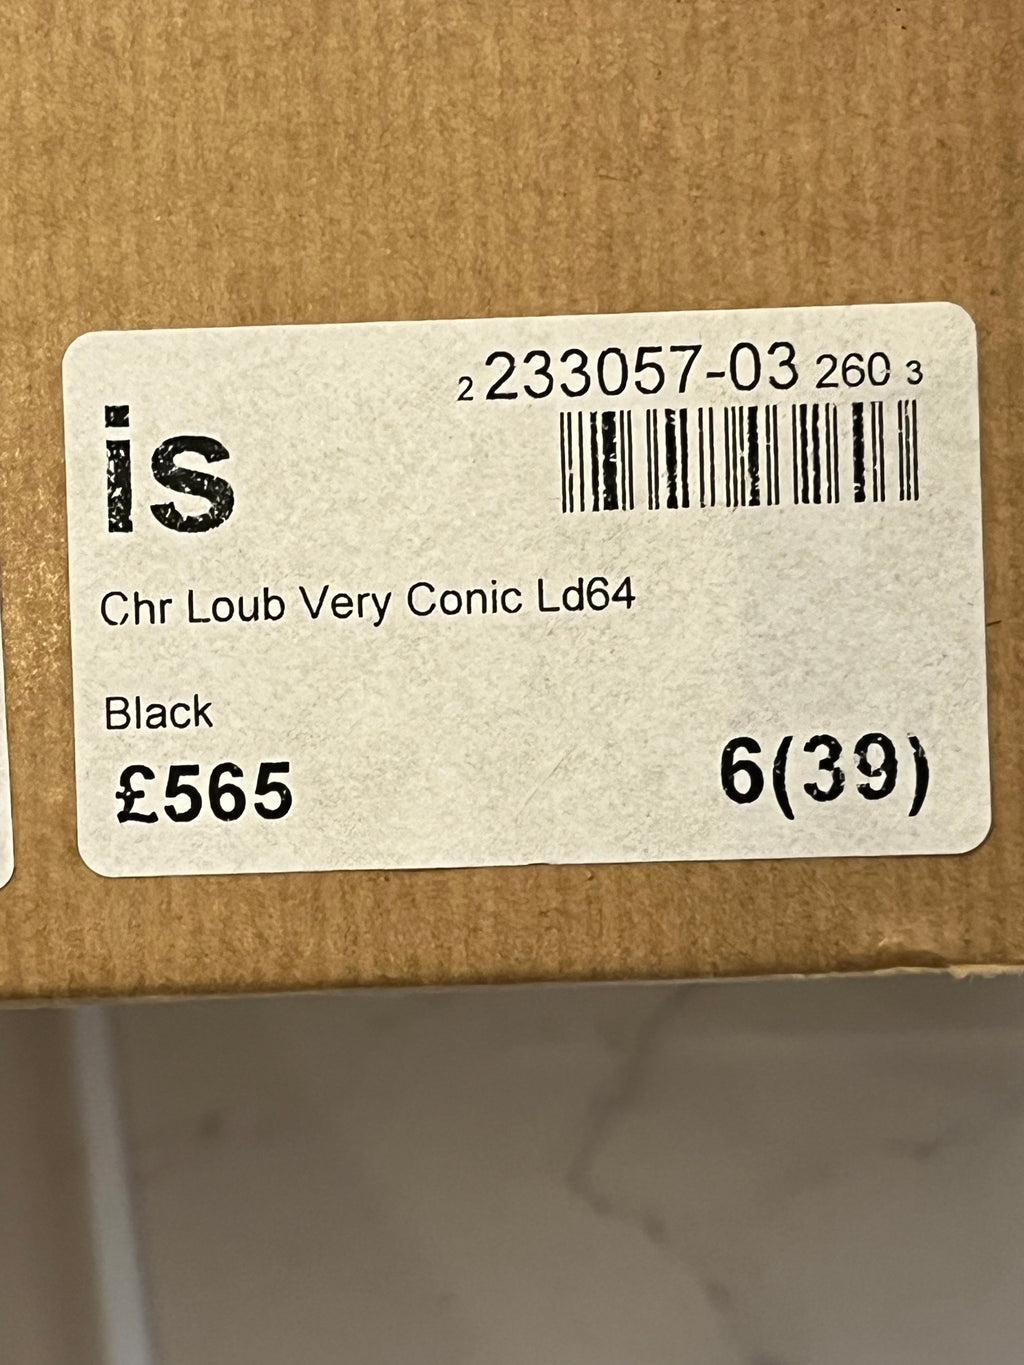 2 233057-03 260 3
is
Chr Loub Very Conic Ld64
Black
£565 6(39)